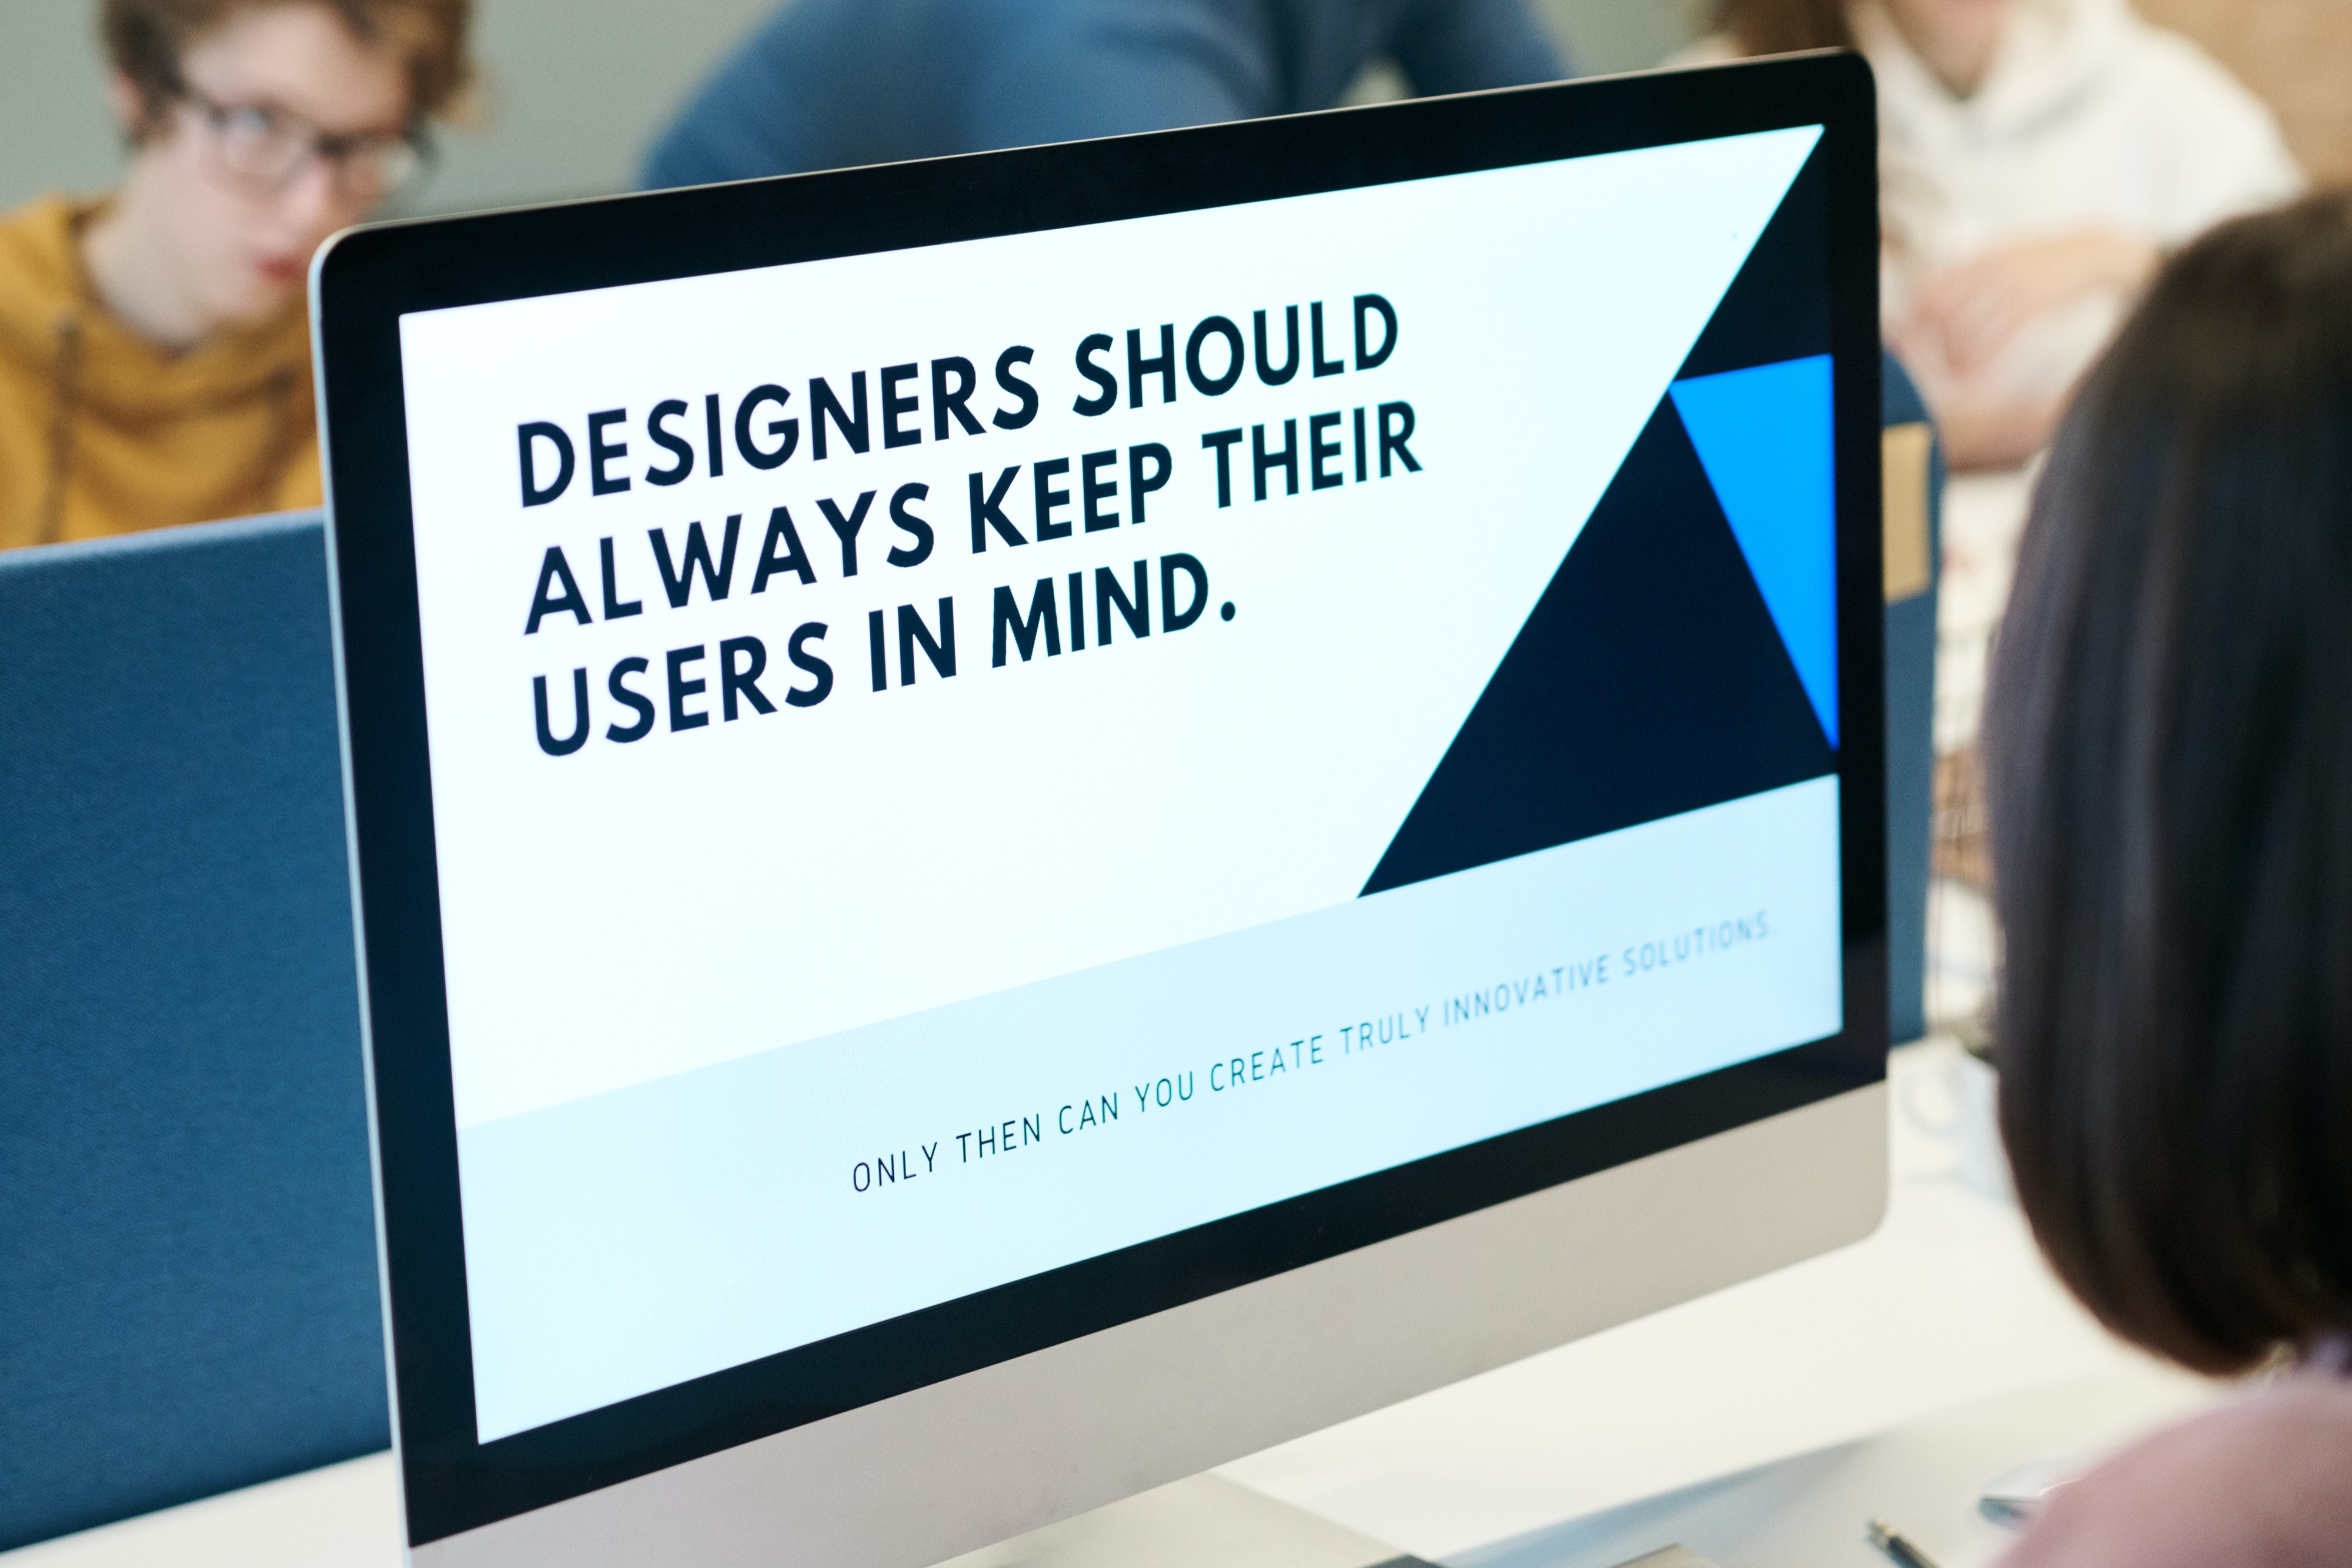 DESIGNERS SHOULD
ALWAYS KEEP THEIR
USERS IN MIND.
ONLY THEN CAN YOU CREATE TRULY INNOVATIVE SOLUTIONS.